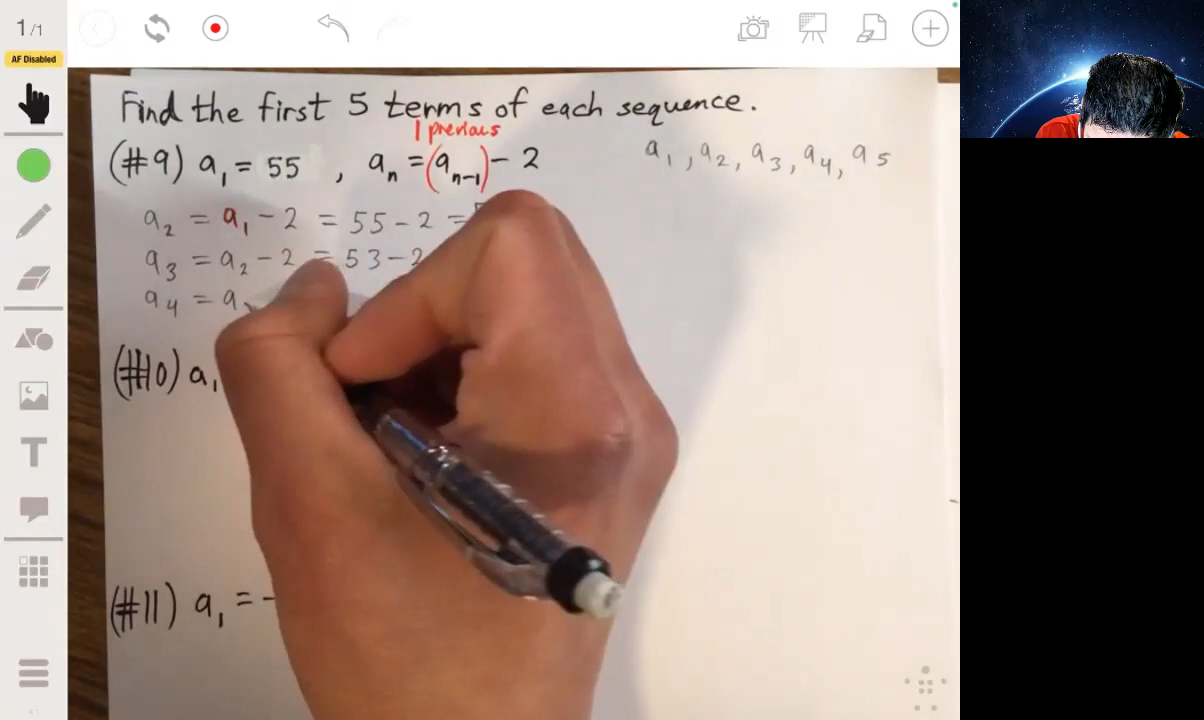 1/1
AF Disabled
Find the first 5 terms of each sequence.
1 previous
(#9) a₁ = 55 , aₙ = (aₙ₋₁) - 2
a₁, a₂, a₃, a₄, a₅
a₂ = a₁ - 2 = 55 - 2 =
a₃ = a₂ - 2 = 53 - 2
a₄ = a
(#10) a₁
(#11) a₁ = -
T